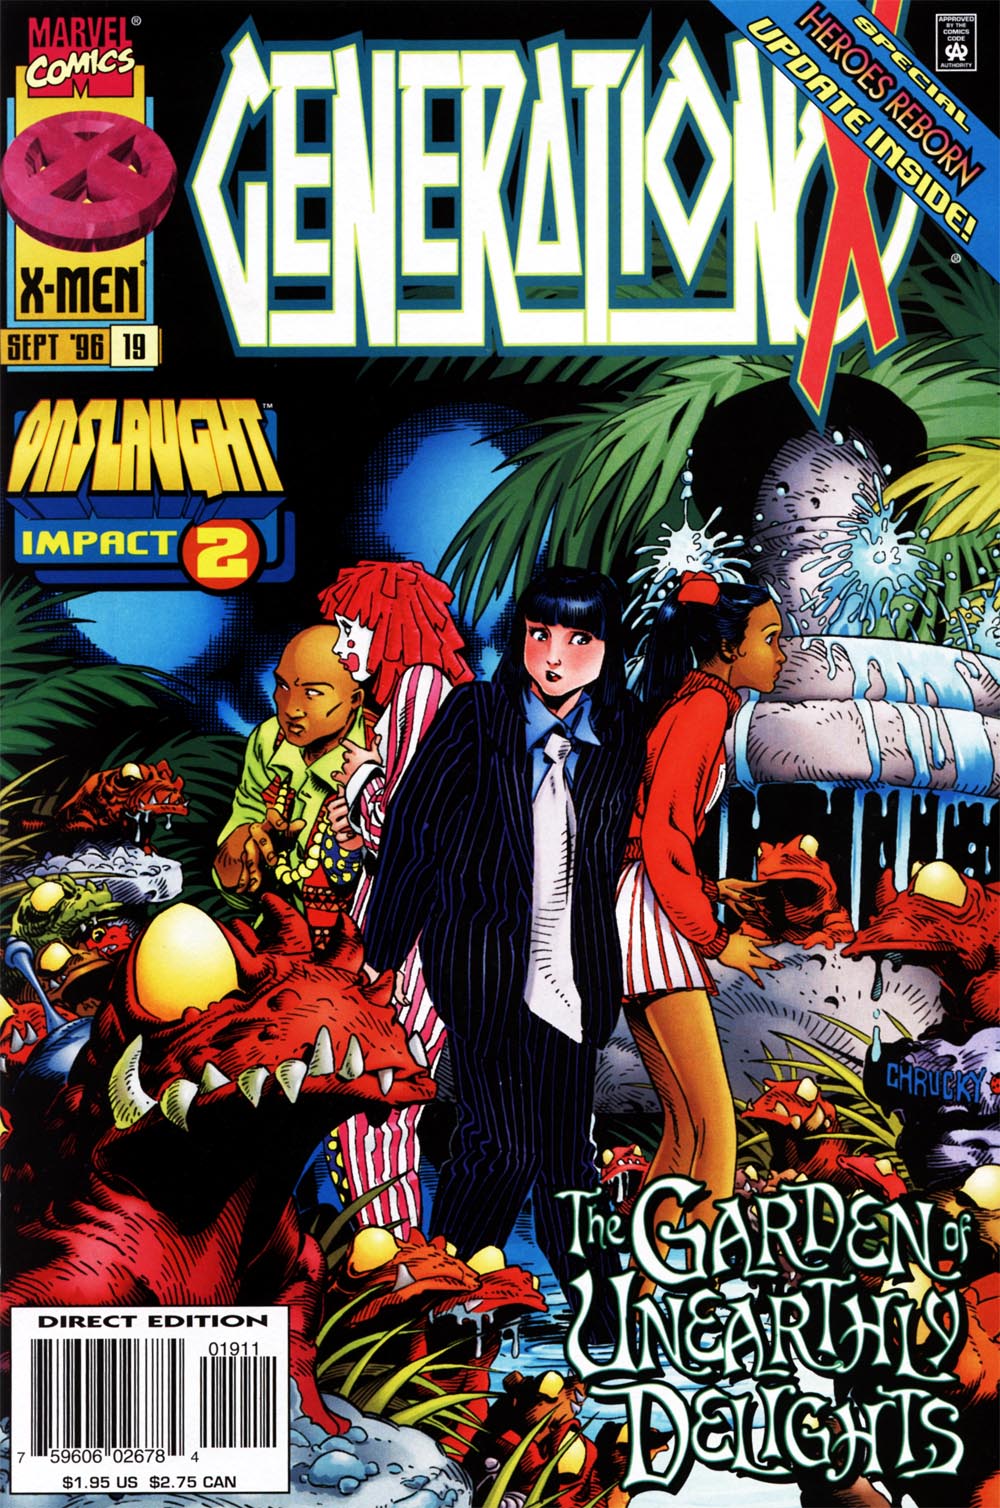 MARVEL®
COMICS
M
X
X-MEN®
SEPT '96 19
GENERATION X®
SPECIAL
HEROES REBORN
UPDATE INSIDE!
APPROVED
BY THE
COMICS
CODE
CA
AUTHORITY
ONSLAUGHT™
IMPACT 2
CHRUCKY
The GARDEN of
UNEARTHLY
DELIGHTS
DIRECT EDITION
01911
7 59606 02678 4
$1.95 US $2.75 CAN